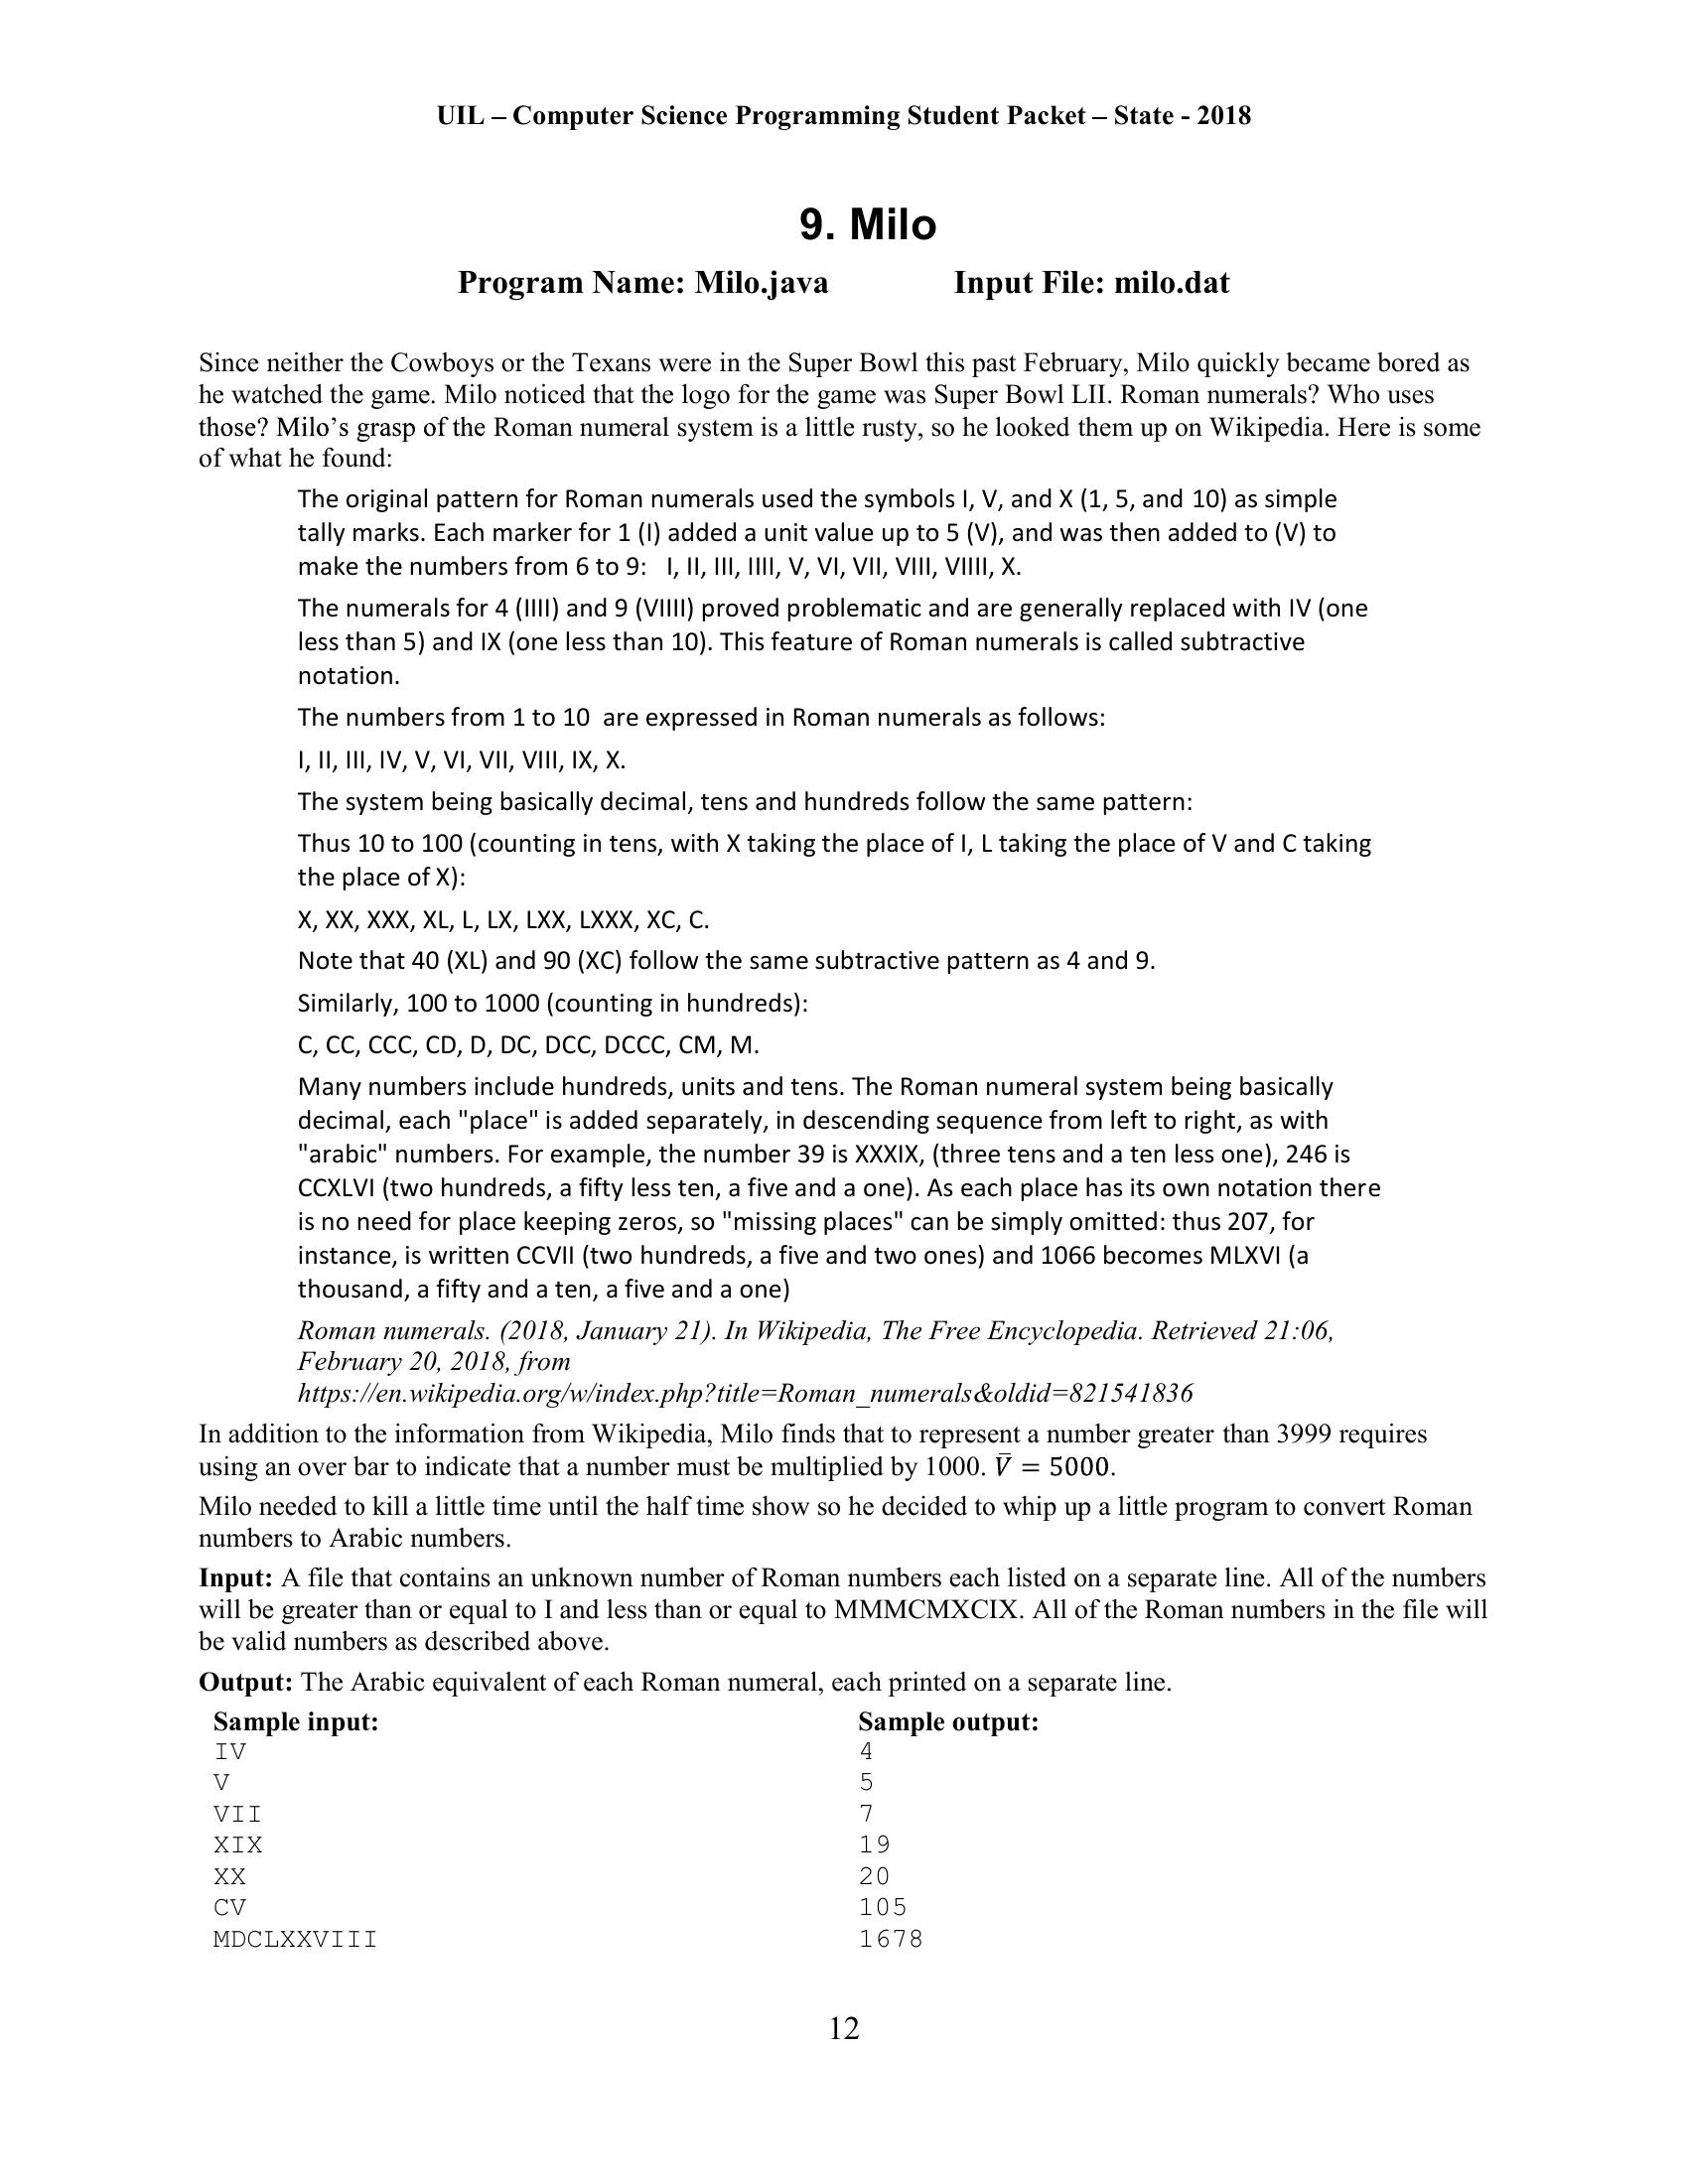 UIL – Computer Science Programming Student Packet – State - 2018
9. Milo
Program Name: Milo.java Input File: milo.dat
Since neither the Cowboys or the Texans were in the Super Bowl this past February, Milo quickly became bored as
he watched the game. Milo noticed that the logo for the game was Super Bowl LII. Roman numerals? Who uses
those? Milo’s grasp of the Roman numeral system is a little rusty, so he looked them up on Wikipedia. Here is some
of what he found:
The original pattern for Roman numerals used the symbols I, V, and X (1, 5, and 10) as simple
tally marks. Each marker for 1 (I) added a unit value up to 5 (V), and was then added to (V) to
make the numbers from 6 to 9: I, II, III, IIII, V, VI, VII, VIII, VIIII, X.
The numerals for 4 (IIII) and 9 (VIIII) proved problematic and are generally replaced with IV (one
less than 5) and IX (one less than 10). This feature of Roman numerals is called subtractive
notation.
The numbers from 1 to 10 are expressed in Roman numerals as follows:
I, II, III, IV, V, VI, VII, VIII, IX, X.
The system being basically decimal, tens and hundreds follow the same pattern:
Thus 10 to 100 (counting in tens, with X taking the place of I, L taking the place of V and C taking
the place of X):
X, XX, XXX, XL, L, LX, LXX, LXXX, XC, C.
Note that 40 (XL) and 90 (XC) follow the same subtractive pattern as 4 and 9.
Similarly, 100 to 1000 (counting in hundreds):
C, CC, CCC, CD, D, DC, DCC, DCCC, CM, M.
Many numbers include hundreds, units and tens. The Roman numeral system being basically
decimal, each "place" is added separately, in descending sequence from left to right, as with
"arabic" numbers. For example, the number 39 is XXXIX, (three tens and a ten less one), 246 is
CCXLVI (two hundreds, a fifty less ten, a five and a one). As each place has its own notation there
is no need for place keeping zeros, so "missing places" can be simply omitted: thus 207, for
instance, is written CCVII (two hundreds, a five and two ones) and 1066 becomes MLXVI (a
thousand, a fifty and a ten, a five and a one)
Roman numerals. (2018, January 21). In Wikipedia, The Free Encyclopedia. Retrieved 21:06,
February 20, 2018, from
https://en.wikipedia.org/w/index.php?title=Roman_numerals&oldid=821541836
In addition to the information from Wikipedia, Milo finds that to represent a number greater than 3999 requires
using an over bar to indicate that a number must be multiplied by 1000. V̅ = 5000.
Milo needed to kill a little time until the half time show so he decided to whip up a little program to convert Roman
numbers to Arabic numbers.
Input: A file that contains an unknown number of Roman numbers each listed on a separate line. All of the numbers
will be greater than or equal to I and less than or equal to MMMCMXCIX. All of the Roman numbers in the file will
be valid numbers as described above.
Output: The Arabic equivalent of each Roman numeral, each printed on a separate line.
Sample input: Sample output:
IV 4
V 5
VII 7
XIX 19
XX 20
CV 105
MDCLXXVIII 1678
12